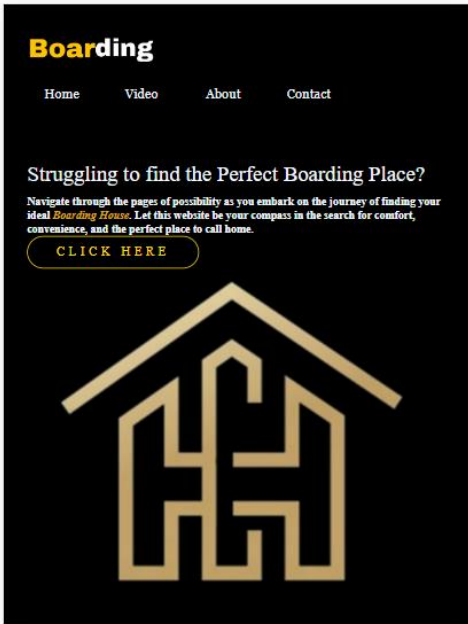 Boarding
Home Video About Contact
Struggling to find the Perfect Boarding Place?
Navigate through the pages of possibility as you embark on the journey of finding your
ideal Boarding House. Let this website be your compass in the search for comfort,
convenience, and the perfect place to call home.
CLICK HERE